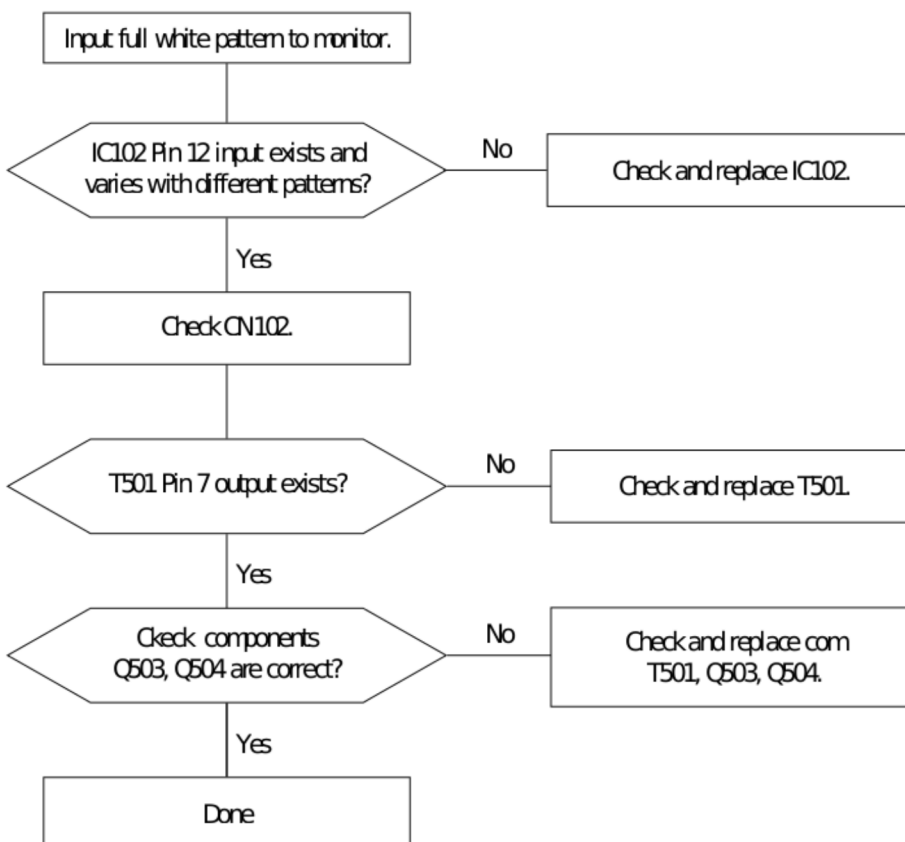 Input full white pattern to monitor.
IC102 Pin 12 input exists and
varies with different patterns?
No
Check and replace IC102.
Yes
Check CN102.
T501 Pin 7 output exists?
No
Check and replace T501.
Yes
Ckeck components
Q503, Q504 are correct?
No
Check and replace com
T501, Q503, Q504.
Yes
Done